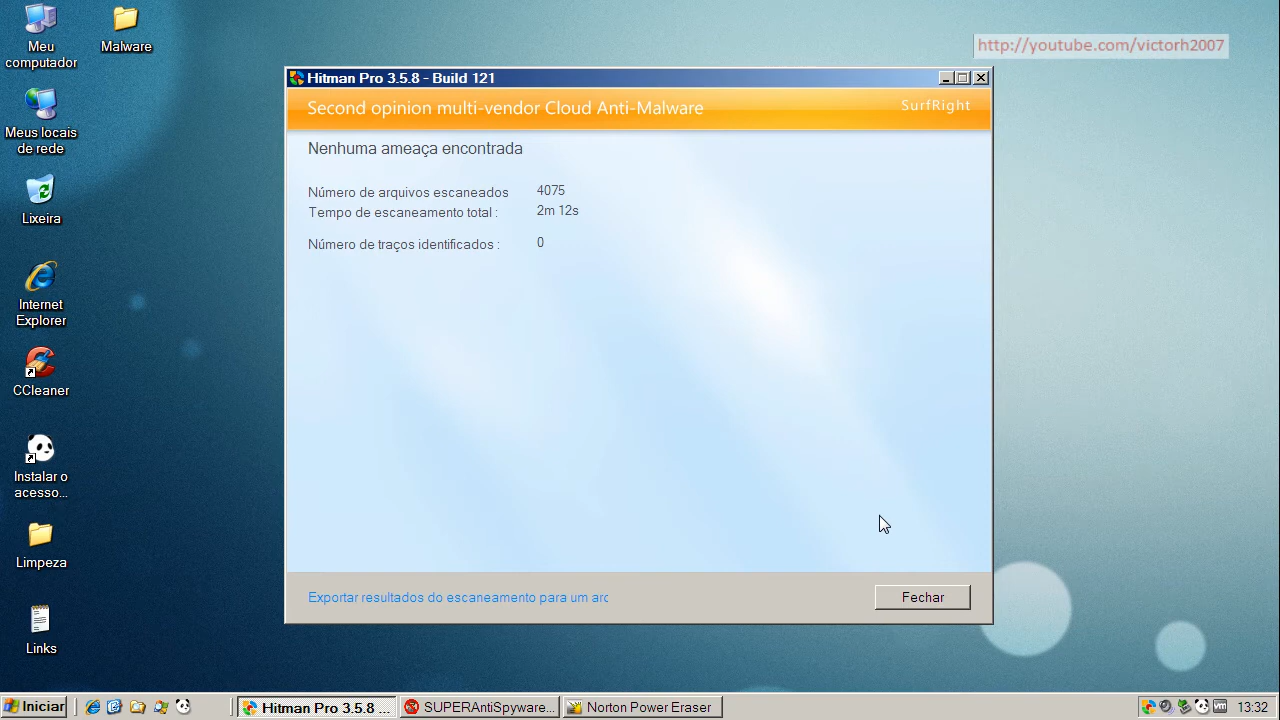 Meu
computador
Malware
http://youtube.com/victorh2007
Hitman Pro 3.5.8 - Build 121
Second opinion multi-vendor Cloud Anti-Malware
SurfRight
Nenhuma ameaça encontrada
Número de arquivos escaneados 4075
Tempo de escaneamento total : 2m 12s
Número de traços identificados : 0
Exportar resultados do escaneamento para um arc
Fechar
Meus locais
de rede
Lixeira
Internet
Explorer
CCleaner
Instalar o
acesso...
Limpeza
Links
Iniciar
Hitman Pro 3.5.8 ...
SUPERAntiSpyware...
Norton Power Eraser
13:32